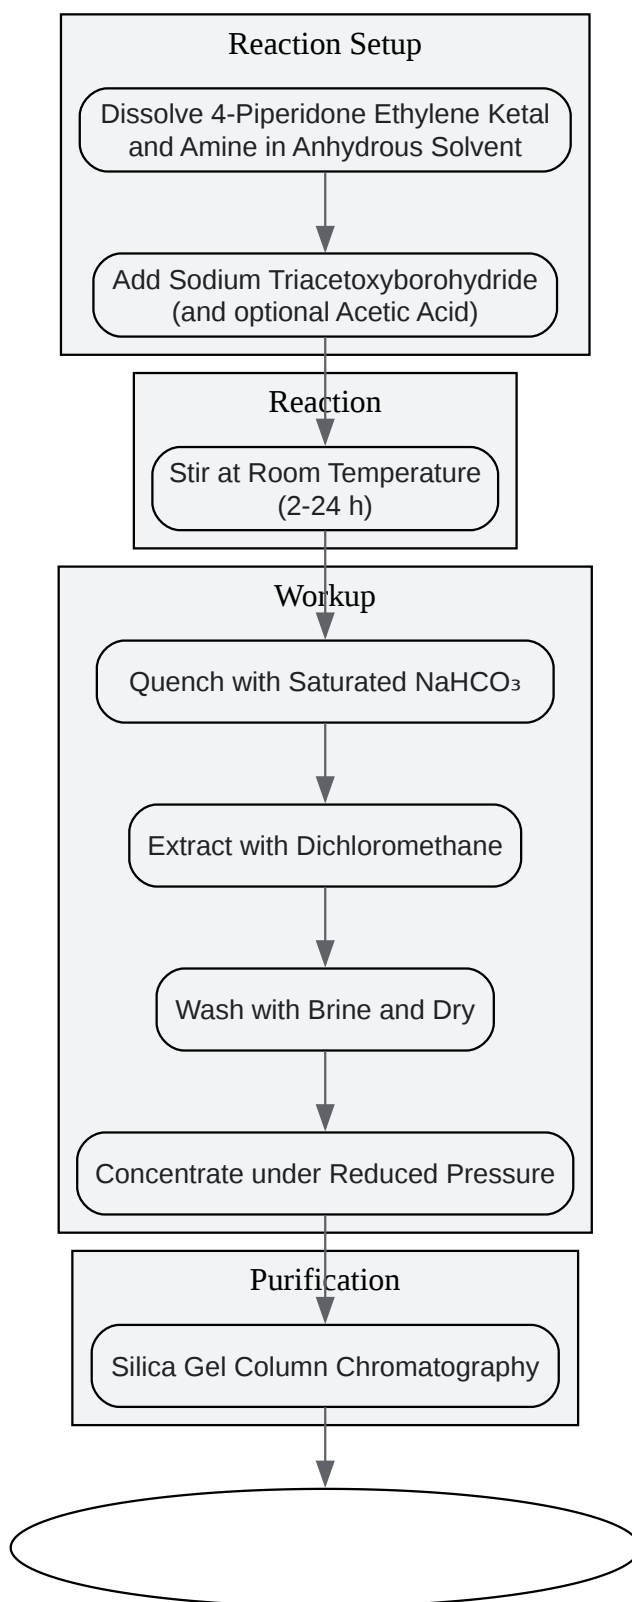 Reaction Setup
Dissolve 4-Piperidone Ethylene Ketal
and Amine in Anhydrous Solvent
Add Sodium Triacetoxyborohydride
(and optional Acetic Acid)
Reaction
Stir at Room Temperature
(2-24 h)
Workup
Quench with Saturated NaHCO₃
Extract with Dichloromethane
Wash with Brine and Dry
Concentrate under Reduced Pressure
Purification
Silica Gel Column Chromatography